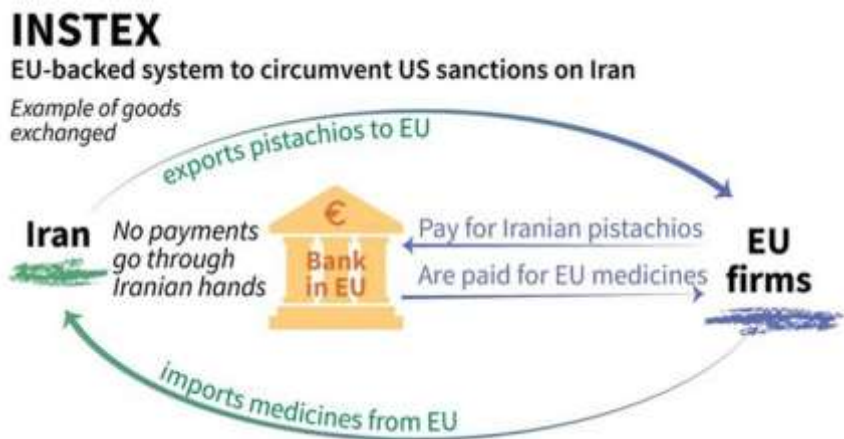 INSTEX
EU-backed system to circumvent US sanctions on Iran
Example of goods
exchanged
exports pistachios to EU
Iran
No payments
go through
Iranian hands
€
Bank
in EU
Pay for Iranian pistachios
Are paid for EU medicines
EU
firms
imports medicines from EU